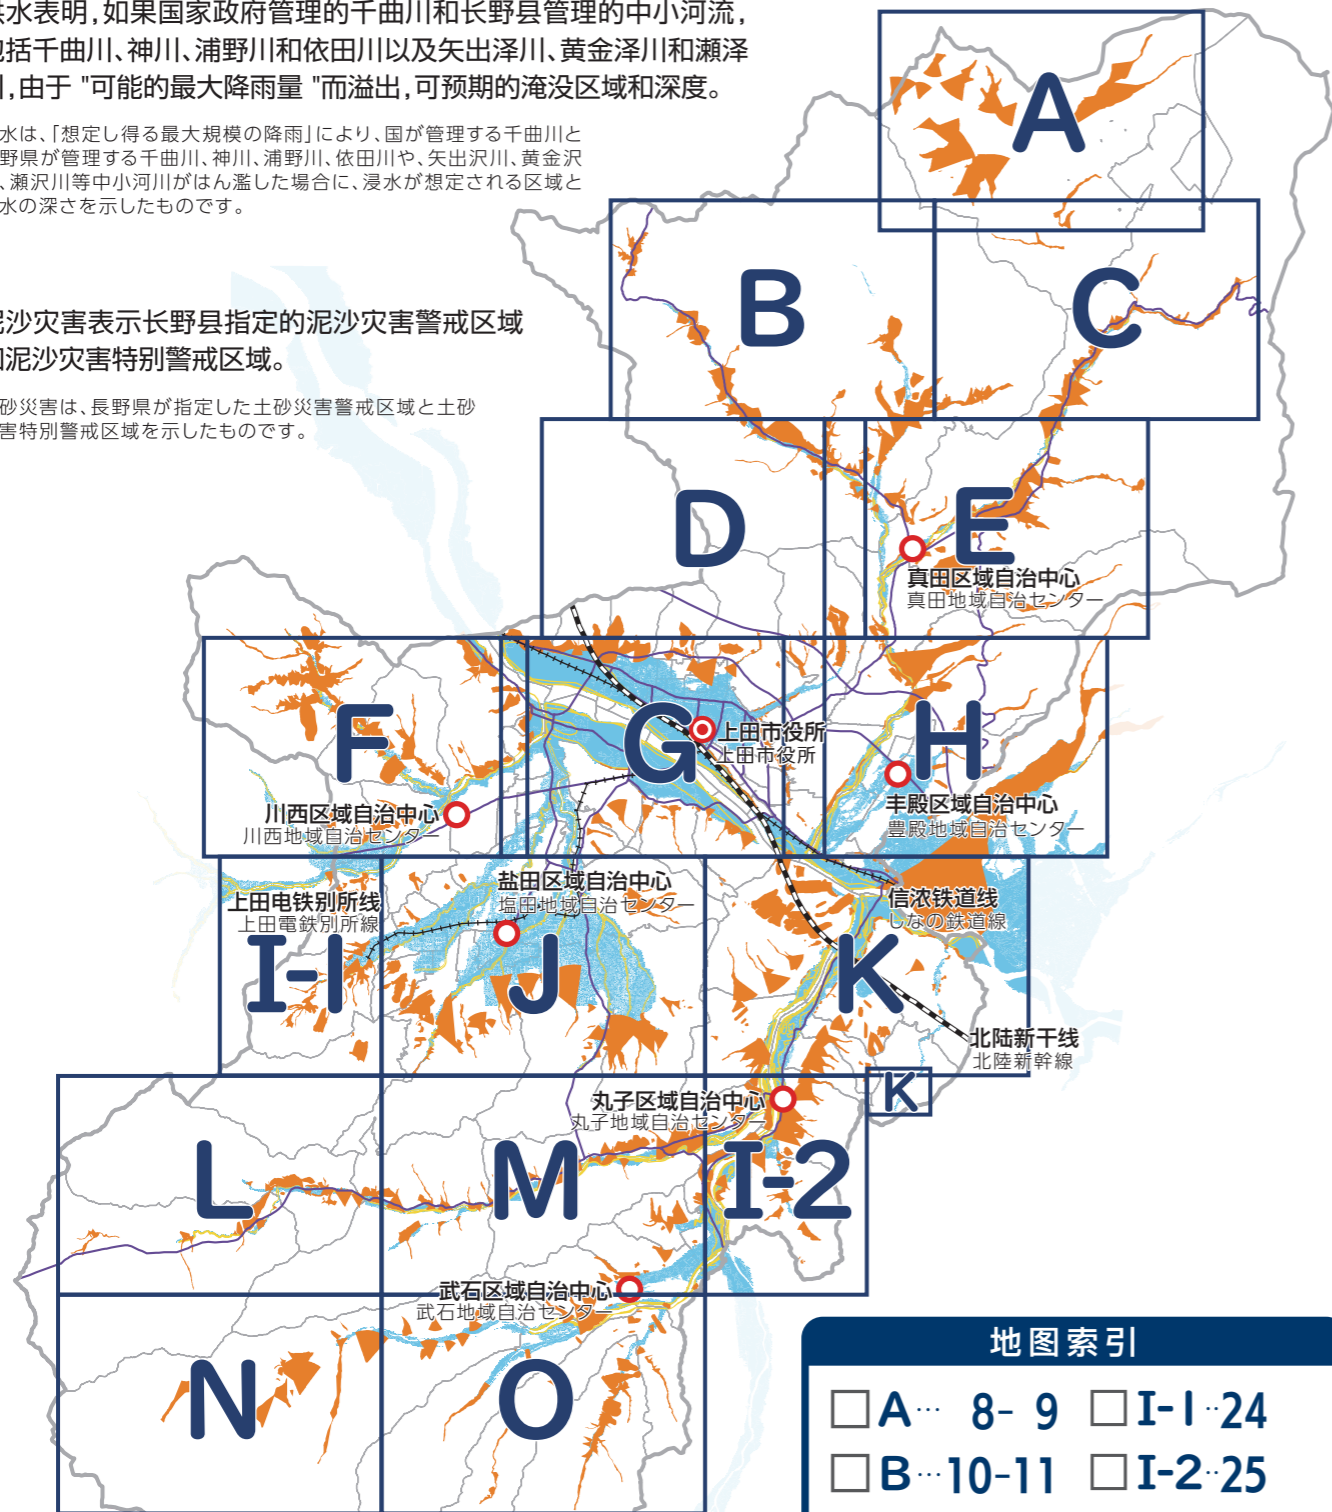 洪水表明,如果国家政府管理的千曲川和长野县管理的中小河流,
包括千曲川、神川、浦野川和依田川以及矢出泽川、黄金泽川和瀬泽
川,由于 "可能的最大降雨量 "而溢出,可预期的淹没区域和深度。
水は、「想定し得る最大規模の降雨」により、国が管理する千曲川と
野県が管理する千曲川、神川、浦野川、依田川や、矢出沢川、黄金沢
、瀬沢川等中小河川がはん濫した場合に、浸水が想定される区域と
水の深さを示したものです。
泥沙灾害表示长野县指定的泥沙灾害警戒区域
和泥沙灾害特别警戒区域。
砂災害は、長野県が指定した土砂災害警戒区域と土砂
害特別警戒区域を示したものです。
A
B
C
D
E
真田区域自治中心
真田地域自治センター
F
G
H
上田市役所
上田市役所
川西区域自治中心
川西地域自治センター
丰殿区域自治中心
豊殿地域自治センター
盐田区域自治中心
塩田地域自治センター
上田电铁别所线
上田電鉄別所線
信浓铁道线
しなの鉄道線
I-1
J
K
北陆新干线
北陸新幹線
K
丸子区域自治中心
丸子地域自治センター
L
M
I-2
武石区域自治中心
武石地域自治センター
N
O
地图索引
A… 8- 9 I-1‥24
B…10-11 I-2‥25